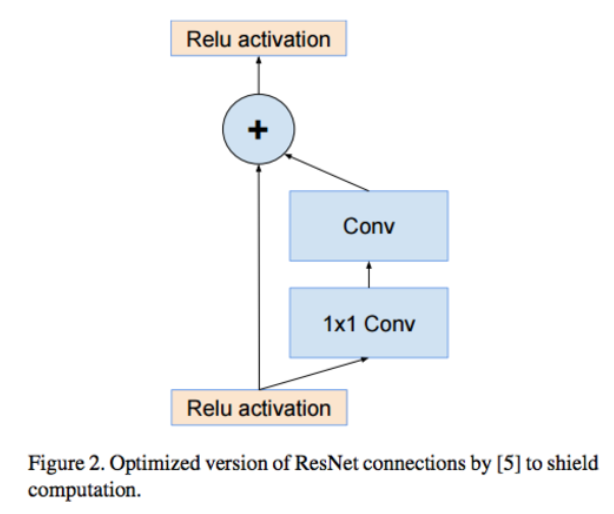 Relu activation
+
Conv
1x1 Conv
Relu activation
Figure 2. Optimized version of ResNet connections by [5] to shield
computation.